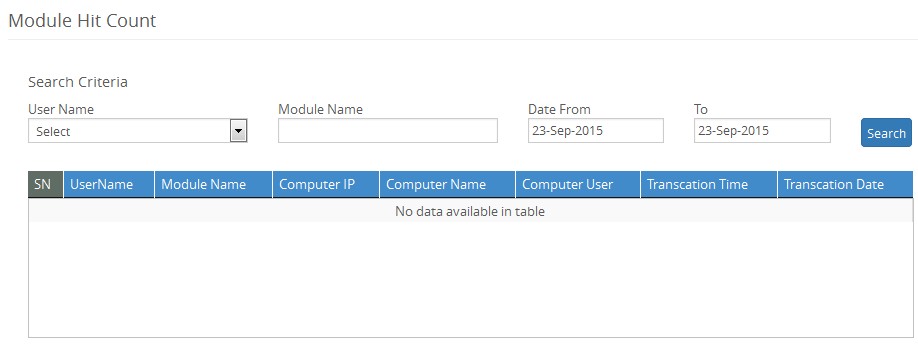 Module Hit Count
Search Criteria
User Name Module Name Date From To
Select 23-Sep-2015 23-Sep-2015 Search
SN UserName Module Name Computer IP Computer Name Computer User Transcation Time Transcation Date
No data available in table